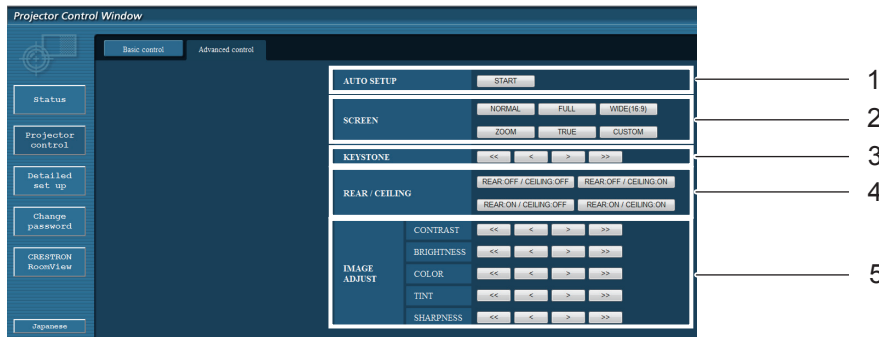 Projector Control Window
Basic control Advanced control
Status
Projector control
Detailed set up
Change password
CRESTRON RoomView
Japanese
AUTO SETUP START 1
SCREEN NORMAL FULL WIDE(16:9) 2
ZOOM TRUE CUSTOM
KEYSTONE << < > >> 3
REAR / CEILING REAR:OFF / CEILING:OFF REAR:OFF / CEILING:ON 4
REAR:ON / CEILING:OFF REAR:ON / CEILING:ON
IMAGE ADJUST 5
CONTRAST << < > >>
BRIGHTNESS << < > >>
COLOR << < > >>
TINT << < > >>
SHARPNESS << < > >>